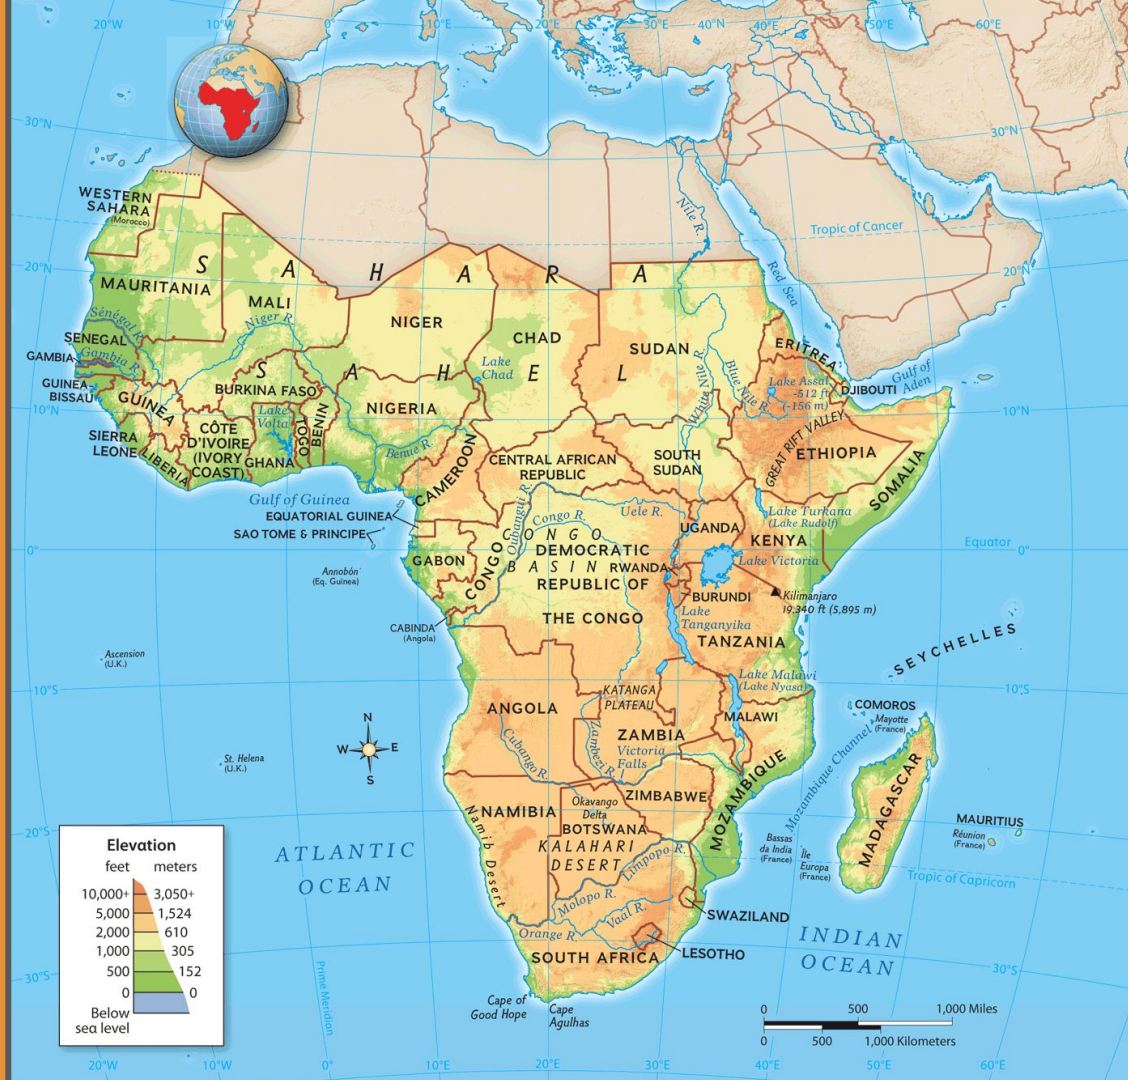 20°W
10°W
0°
10°E
20°E
30°E
40°E
40°E
50°E
60°E
30°N
30°N
WESTERN
SAHARA
(Morocco)
Nile R.
Tropic of Cancer
20°N
20°N
S A H A R A
Red Sea
MAURITANIA
MALI
NIGER
CHAD
SUDAN
ERITREA
Sénégal R.
Niger R.
SENEGAL
GAMBIA
Gambia R.
GUINEA
BISSAU
GUINEA
S A H E L
Lake
Chad
White Nile R.
Blue Nile R.
Lake Assal
-512 ft
(-156 m)
DJIBOUTI
Gulf of
Aden
BURKINA FASO
NIGERIA
10°N
10°N
Lake
Volta
BENIN
TOGO
CÔTE
D'IVOIRE
(IVORY
COAST)
GHANA
SIERRA
LEONE
LIBERIA
Benue R.
CAMEROON
CENTRAL AFRICAN
REPUBLIC
SOUTH
SUDAN
GREAT RIFT VALLEY
ETHIOPIA
SOMALIA
Gulf of Guinea
EQUATORIAL GUINEA
SAO TOME & PRINCIPE
Oubangui R.
Congo R.
Uele R.
UGANDA
Lake Turkana
(Lake Rudolf)
KENYA
CONGO
BASIN
DEMOCRATIC
REPUBLIC OF
THE CONGO
0°
Equator
0°
GABON
CONGO
RWANDA
Lake Victoria
Annobón
(Eq. Guinea)
BURUNDI
Kilimanjaro
19,340 ft (5,895 m)
CABINDA
(Angola)
Lake
Tanganyika
TANZANIA
SEYCHELLES
Ascension
(U.K.)
10°S
10°S
Lake Malawi
(Lake Nyasa)
KATANGA
PLATEAU
ANGOLA
MALAWI
COMOROS
Mayotte
(France)
N
W
E
S
ZAMBIA
Victoria
Falls
Cubango R.
Zambezi R.
St. Helena
(U.K.)
MOZAMBIQUE
Mozambique Channel
MADAGASCAR
ZIMBABWE
Okavango
Delta
NAMIBIA
Namib Desert
BOTSWANA
KALAHARI
DESERT
Limpopo R.
MAURITIUS
Réunion
(France)
20°S
Bassas
da India
(France)
Île
Europa
(France)
Tropic of Capricorn
ATLANTIC
OCEAN
Molopo R.
Vaal R.
Orange R.
SWAZILAND
LESOTHO
SOUTH AFRICA
INDIAN
OCEAN
30°S
30°S
Prime Meridian
Cape of
Good Hope
Cape
Agulhas
Elevation
feet meters
10,000+ 3,050+
5,000 1,524
2,000 610
1,000 305
500 152
0 0
Below
sea level
0 500 1,000 Miles
0 500 1,000 Kilometers
20°W
10°W
0°
10°E
20°E
30°E
40°E
50°E
60°E